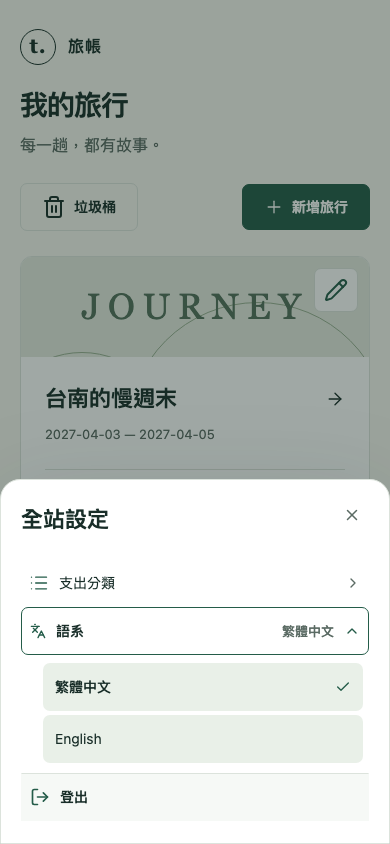 t. 旅帳
我的旅行
每一趟，都有故事。
垃圾桶
新增旅行
JOURNEY
台南的慢週末
2027-04-03 — 2027-04-05
全站設定
支出分類
語系 繁體中文
繁體中文
English
登出